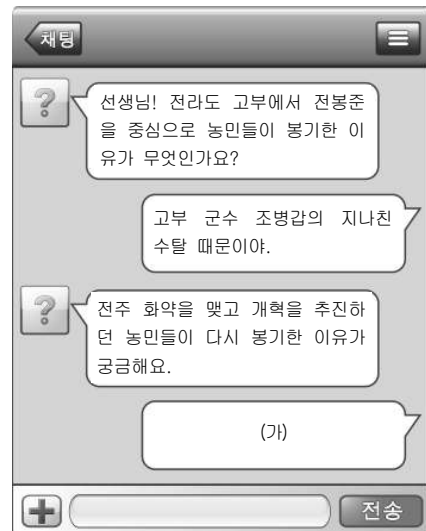 채팅
?
선생님! 전라도 고부에서 전봉준
을 중심으로 농민들이 봉기한 이
유가 무엇인가요?
고부 군수 조병갑의 지나친
수탈 때문이야.
?
전주 화약을 맺고 개혁을 추진하
던 농민들이 다시 봉기한 이유가
궁금해요.
(가)
전송